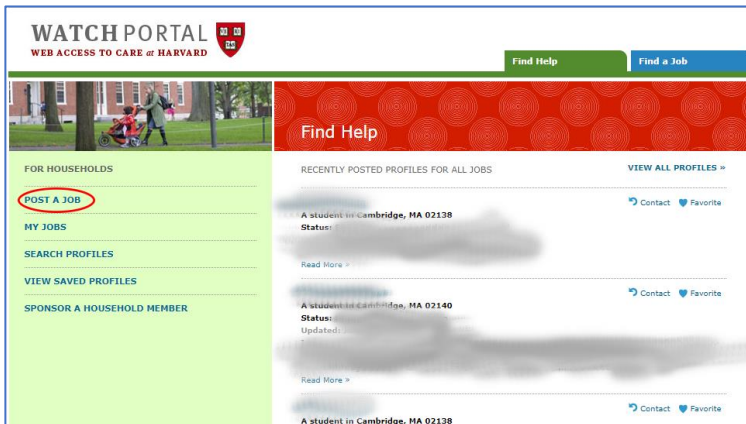 WATCH PORTAL
WEB ACCESS TO CARE at HARVARD
Find Help
Find a Job
Find Help
FOR HOUSEHOLDS
POST A JOB
MY JOBS
SEARCH PROFILES
VIEW SAVED PROFILES
SPONSOR A HOUSEHOLD MEMBER
RECENTLY POSTED PROFILES FOR ALL JOBS
VIEW ALL PROFILES »
Contact Favorite
A student in Cambridge, MA 02138
Status:
Read More »
Contact Favorite
A student in Cambridge, MA 02140
Status:
Updated:
Read More »
Contact Favorite
A student in Cambridge, MA 02138